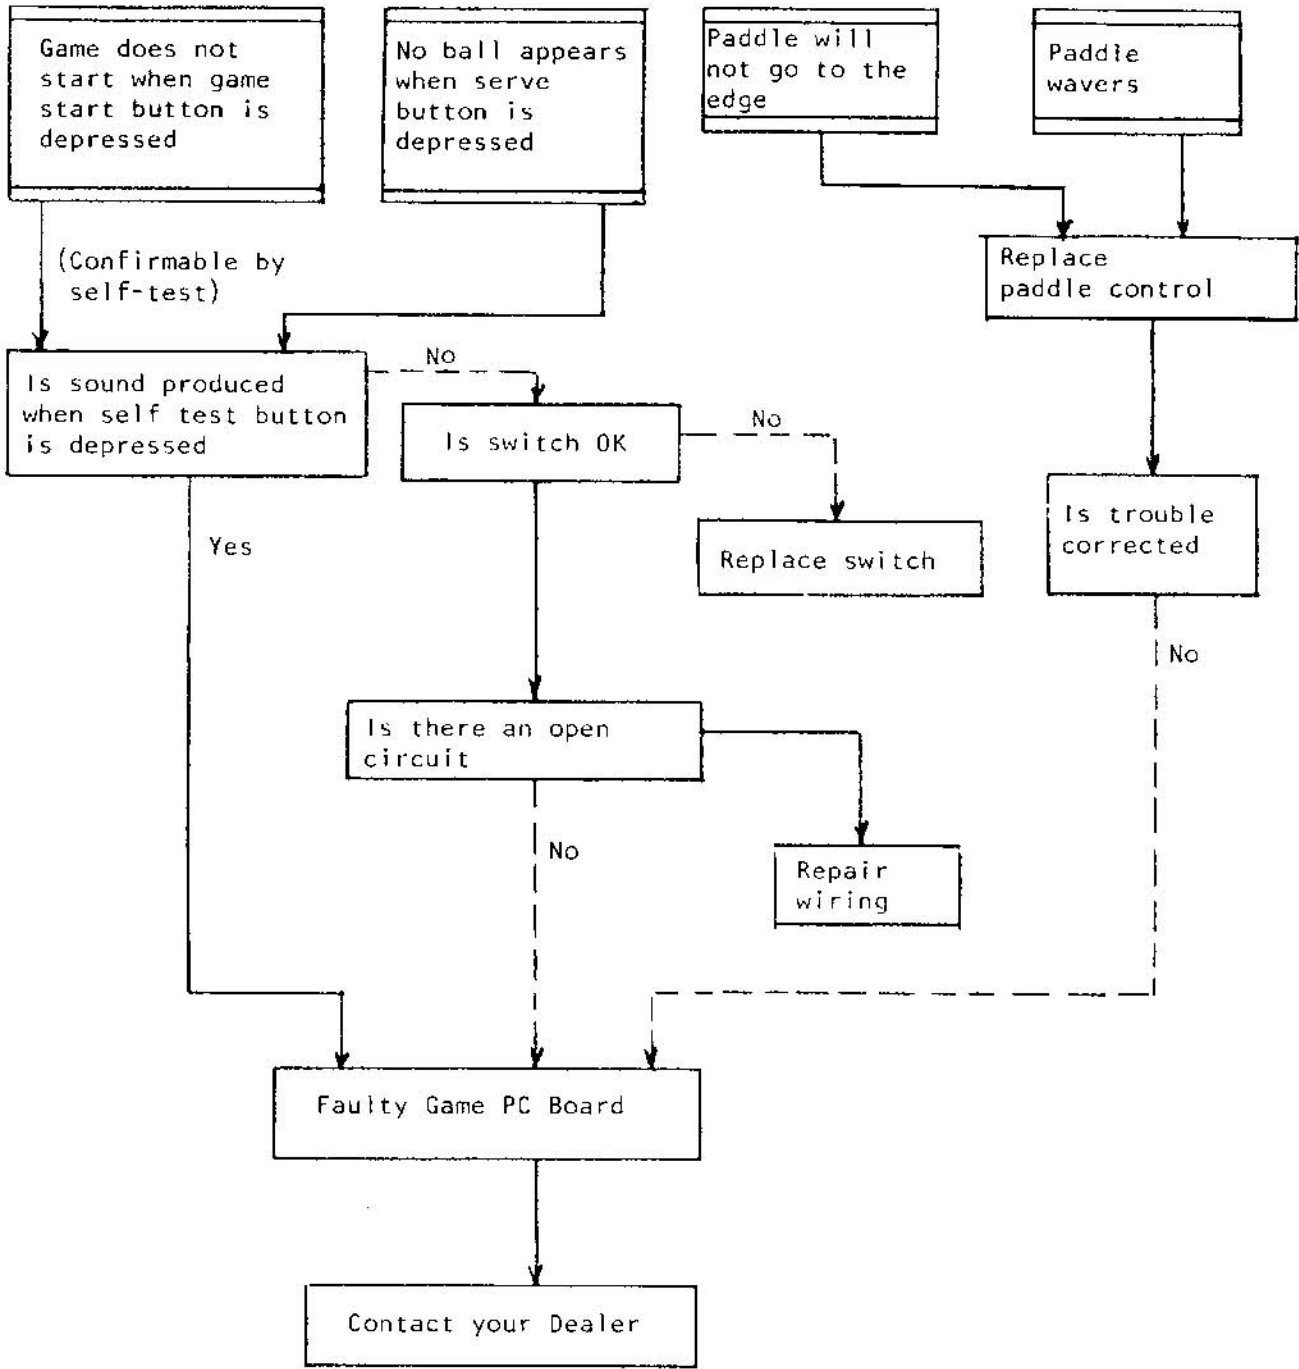 Game does not
start when game
start button is
depressed
No ball appears
when serve
button is
depressed
Paddle will
not go to the
edge
Paddle
wavers
(Confirmable by
self-test)
Replace
paddle control
Is sound produced
when self test button
is depressed
No
Is switch OK
No
Yes
Replace switch
Is trouble
corrected
No
Is there an open
circuit
No
Repair
wiring
Faulty Game PC Board
Contact your Dealer